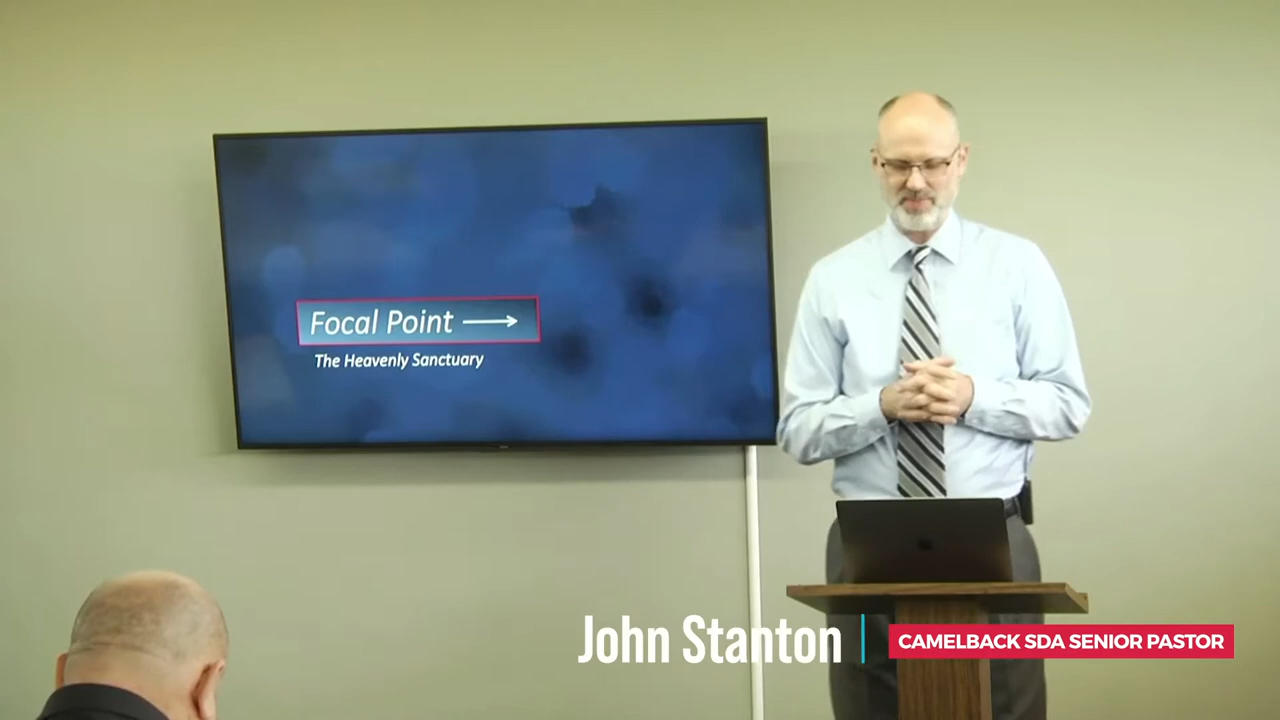 Focal Point →
The Heavenly Sanctuary
John Stanton
CAMELBACK SDA SENIOR PASTOR